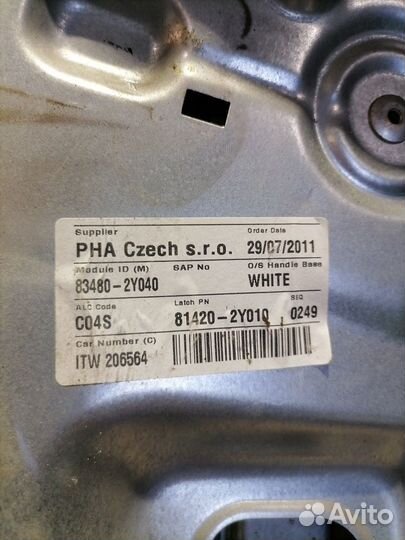 Supplier Order Date
PHA Czech s.r.o. 29/07/2011
Module ID (M) SAP No O/S Handle Base
83480-2Y040 WHITE
ALC Code Latch PN SEQ
C04S 81420-2Y010 0249
Car Number (C)
ITW 206564
Avito